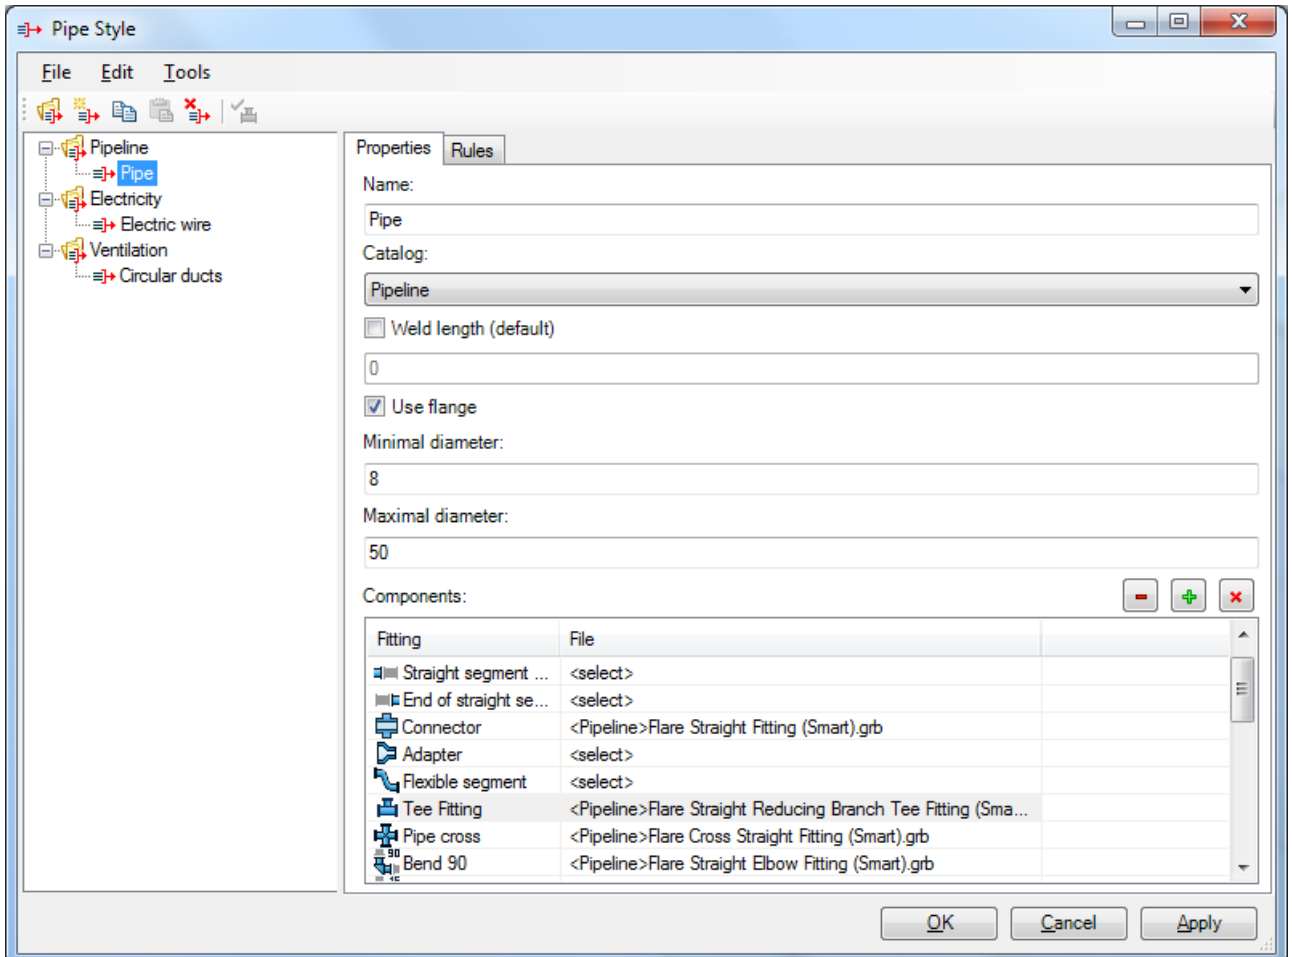 Pipe Style
File Edit Tools
Pipeline
Pipe
Electricity
Electric wire
Ventilation
Circular ducts
Properties Rules
Name:
Pipe
Catalog:
Pipeline
Weld length (default)
0
Use flange
Minimal diameter:
8
Maximal diameter:
50
Components:
Fitting File
Straight segment ... <select>
End of straight se... <select>
Connector <Pipeline>Flare Straight Fitting (Smart).grb
Adapter <select>
Flexible segment <select>
Tee Fitting <Pipeline>Flare Straight Reducing Branch Tee Fitting (Sma...
Pipe cross <Pipeline>Flare Cross Straight Fitting (Smart).grb
90
Bend 90 <Pipeline>Flare Straight Elbow Fitting (Smart).grb
OK Cancel Apply